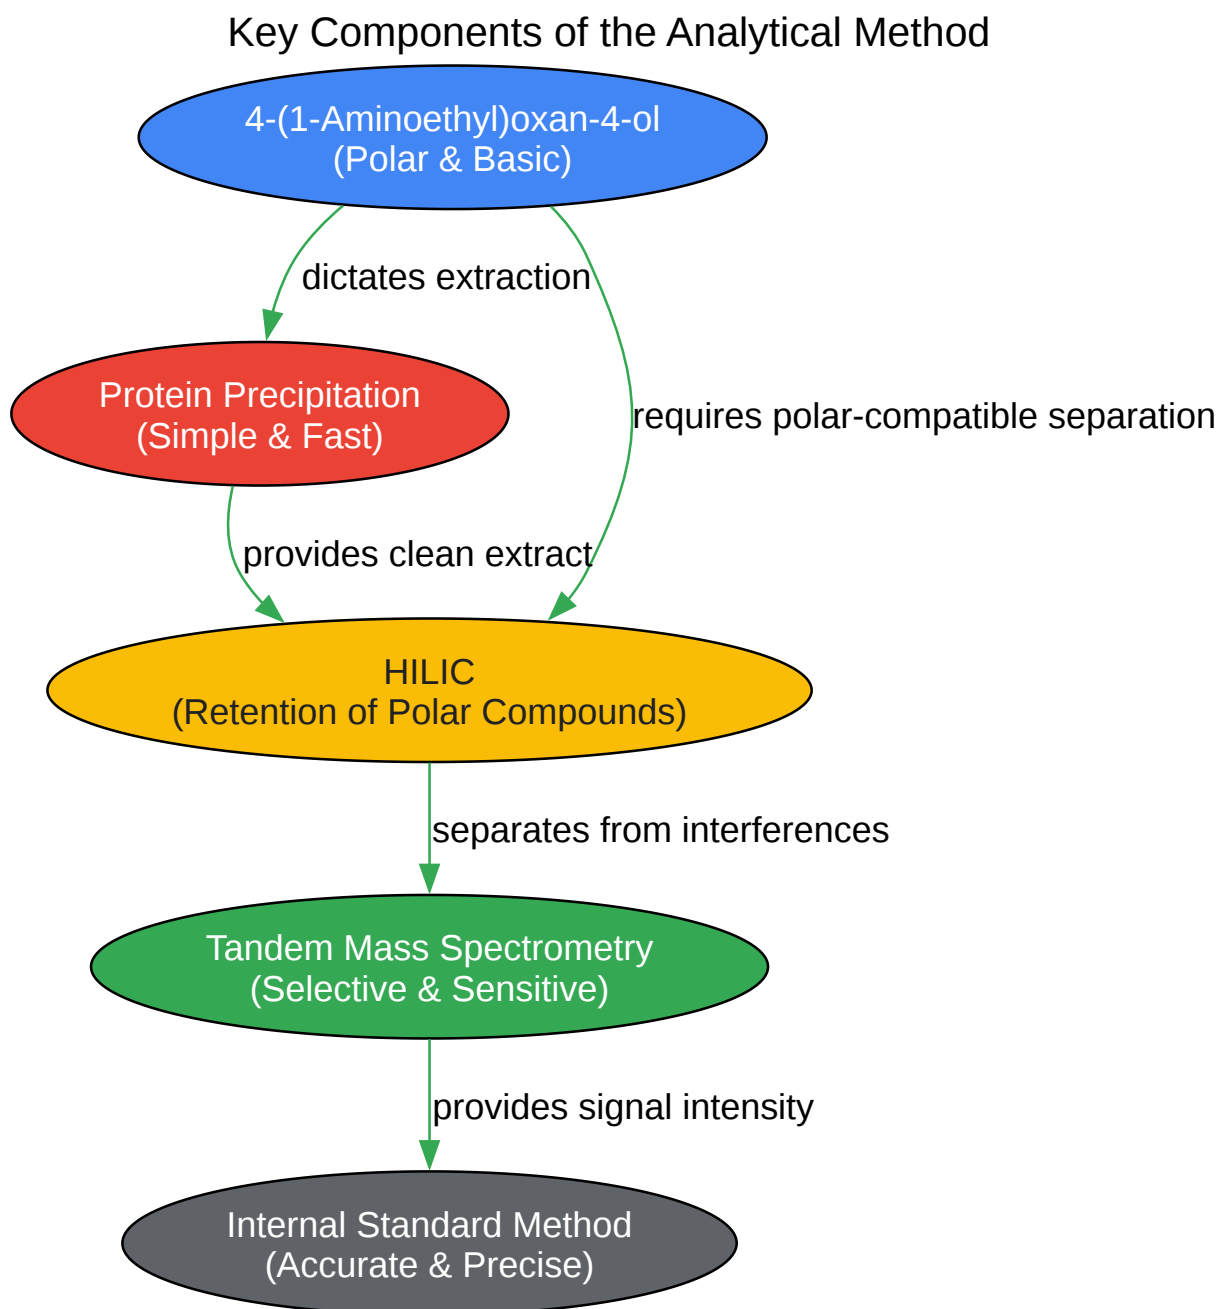 Key Components of the Analytical Method
4-(1-Aminoethyl)oxan-4-ol
(Polar & Basic)
dictates extraction
Protein Precipitation
(Simple & Fast)
requires polar-compatible separation
provides clean extract
HILIC
(Retention of Polar Compounds)
separates from interferences
Tandem Mass Spectrometry
(Selective & Sensitive)
provides signal intensity
Internal Standard Method
(Accurate & Precise)